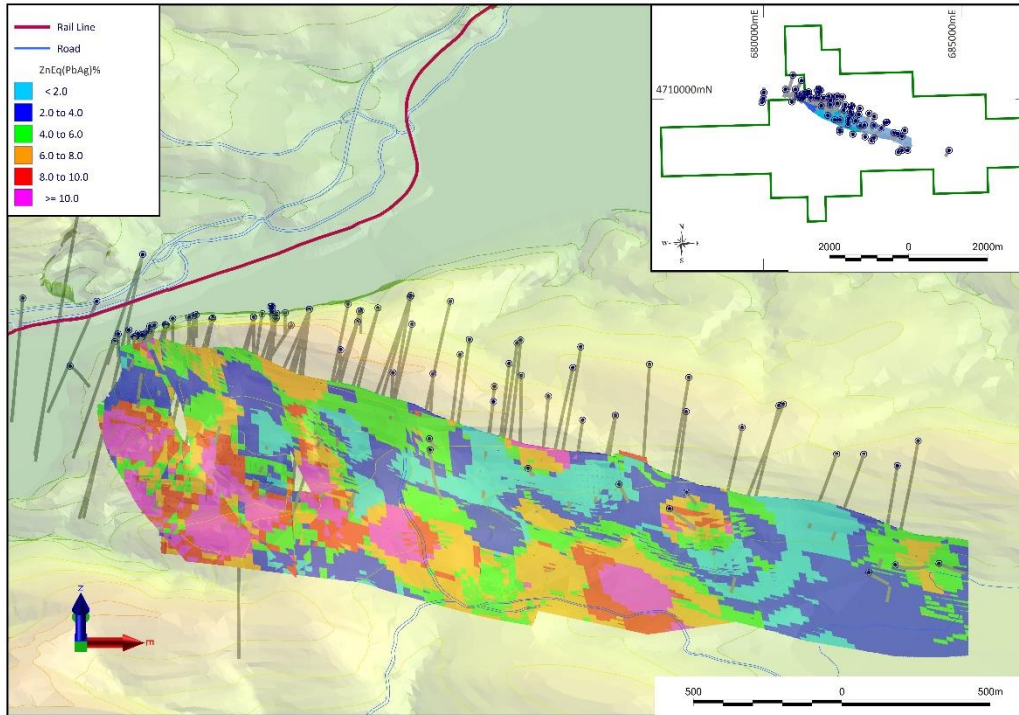 Rail Line
Road
ZnEq(PbAg)%
< 2.0
2.0 to 4.0
4.0 to 6.0
6.0 to 8.0
8.0 to 10.0
>= 10.0
680000mE
685000mE
4710000mN
N
W
E
S
2000
0
2000m
Z
E
500
0
500m